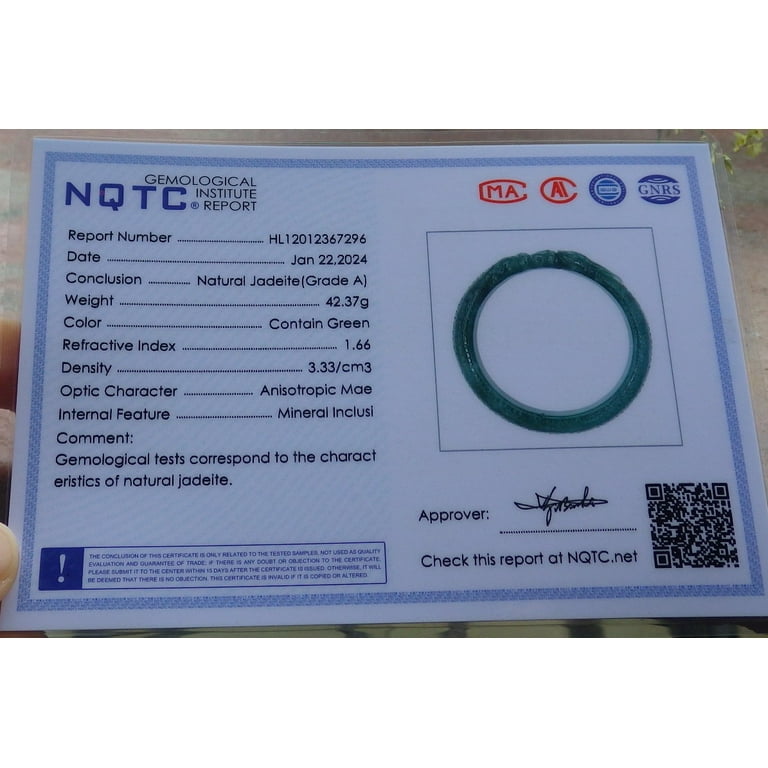 NQTC® GEMOLOGICAL INSTITUTE REPORT
MA AL GNRS
Report Number HL12012367296
Date Jan 22,2024
Conclusion Natural Jadeite(Grade A)
Weight 42.37g
Color Contain Green
Refractive Index 1.66
Density 3.33/cm3
Optic Character Anisotropic Mae
Internal Feature Mineral Inclusi
Comment:
Gemological tests correspond to the charact
eristics of natural jadeite.
! THE CONCLUSION OF THIS CERTIFICATE IS ONLY RELATED TO THE TESTED SAMPLES, NOT USED AS QUALITY
EVALUATION AND GUARANTEE OF TRADE; IF THERE IS ANY DOUBT OR OBJECTION TO THE CERTIFICATE,
PLEASE SUBMIT IT TO THE CENTER WITHIN 15 DAYS AFTER THE CERTIFICATE IS ISSUED. OTHERWISE, IT WILL
BE DEEMED THAT THERE IS NO OBJECTION, THIS CERTIFICATE IS INVALID IF IT IS COPIED OR ALTERED.
Approver:
Check this report at NQTC.net